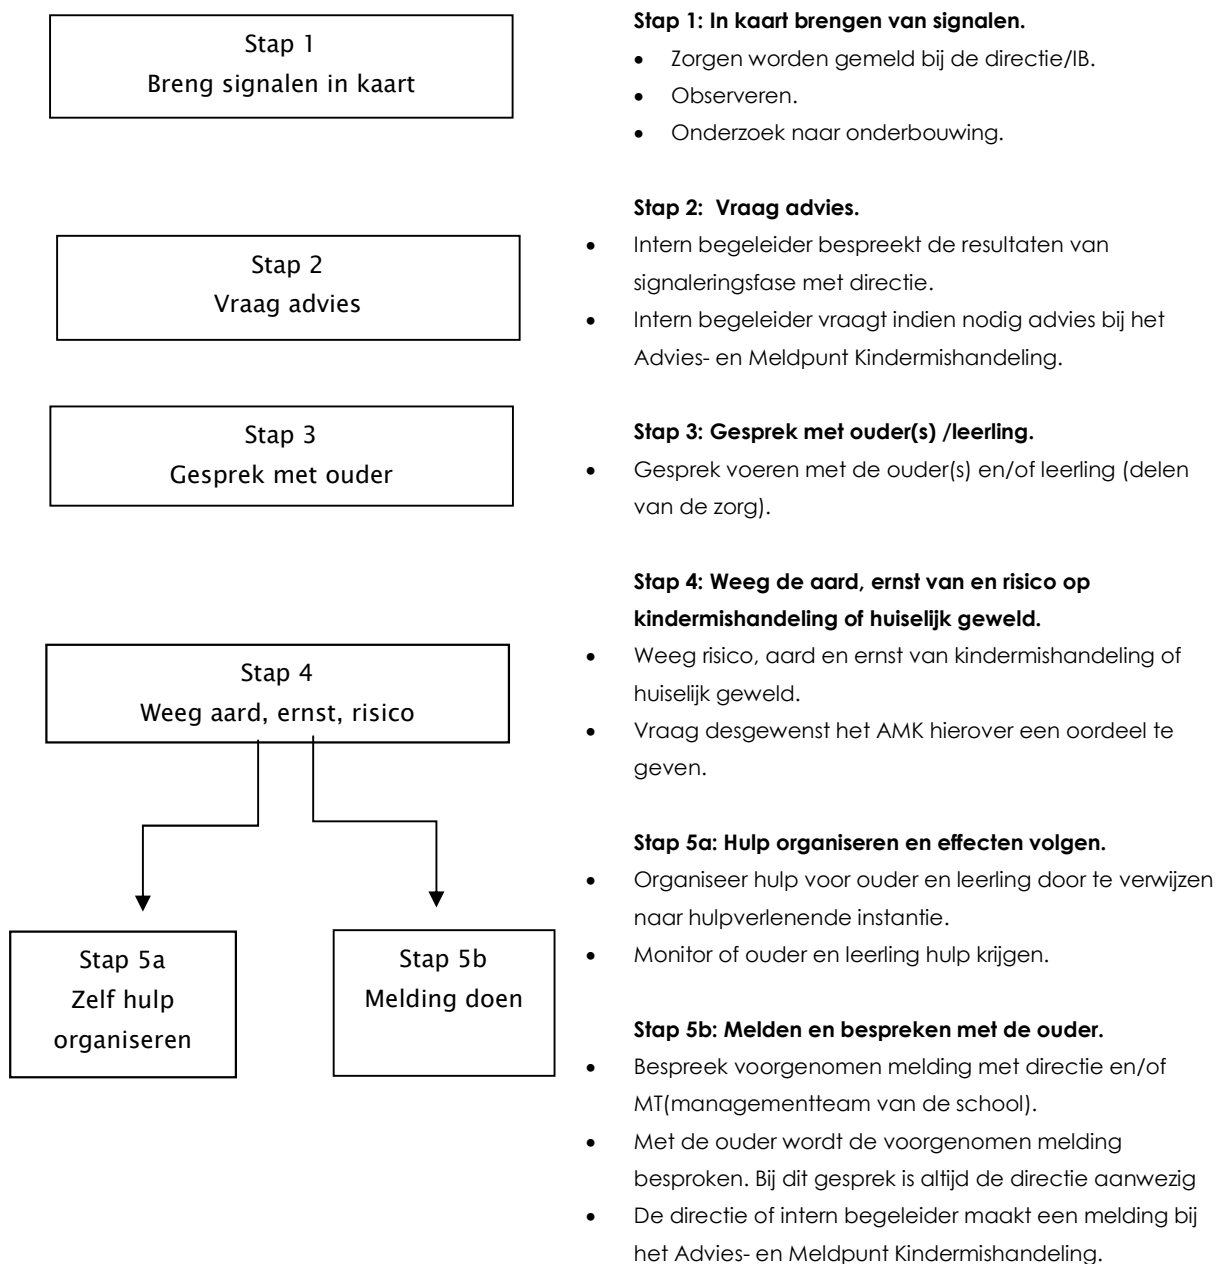 Stap 1
Breng signalen in kaart
Stap 2
Vraag advies
Stap 3
Gesprek met ouder
Stap 4
Weeg aard, ernst, risico
Stap 5a
Zelf hulp
organiseren
Stap 5b
Melding doen
Stap 1: In kaart brengen van signalen.
• Zorgen worden gemeld bij de directie/IB.
• Observeren.
• Onderzoek naar onderbouwing.
Stap 2:  Vraag advies.
• Intern begeleider bespreekt de resultaten van
signaleringsfase met directie.
• Intern begeleider vraagt indien nodig advies bij het
Advies- en Meldpunt Kindermishandeling.
Stap 3: Gesprek met ouder(s) /leerling.
• Gesprek voeren met de ouder(s) en/of leerling (delen
van de zorg).
Stap 4: Weeg de aard, ernst van en risico op
kindermishandeling of huiselijk geweld.
• Weeg risico, aard en ernst van kindermishandeling of
huiselijk geweld.
• Vraag desgewenst het AMK hierover een oordeel te
geven.
Stap 5a: Hulp organiseren en effecten volgen.
• Organiseer hulp voor ouder en leerling door te verwijzen
naar hulpverlenende instantie.
• Monitor of ouder en leerling hulp krijgen.
Stap 5b: Melden en bespreken met de ouder.
• Bespreek voorgenomen melding met directie en/of
MT(managementteam van de school).
• Met de ouder wordt de voorgenomen melding
besproken. Bij dit gesprek is altijd de directie aanwezig
• De directie of intern begeleider maakt een melding bij
het Advies- en Meldpunt Kindermishandeling.